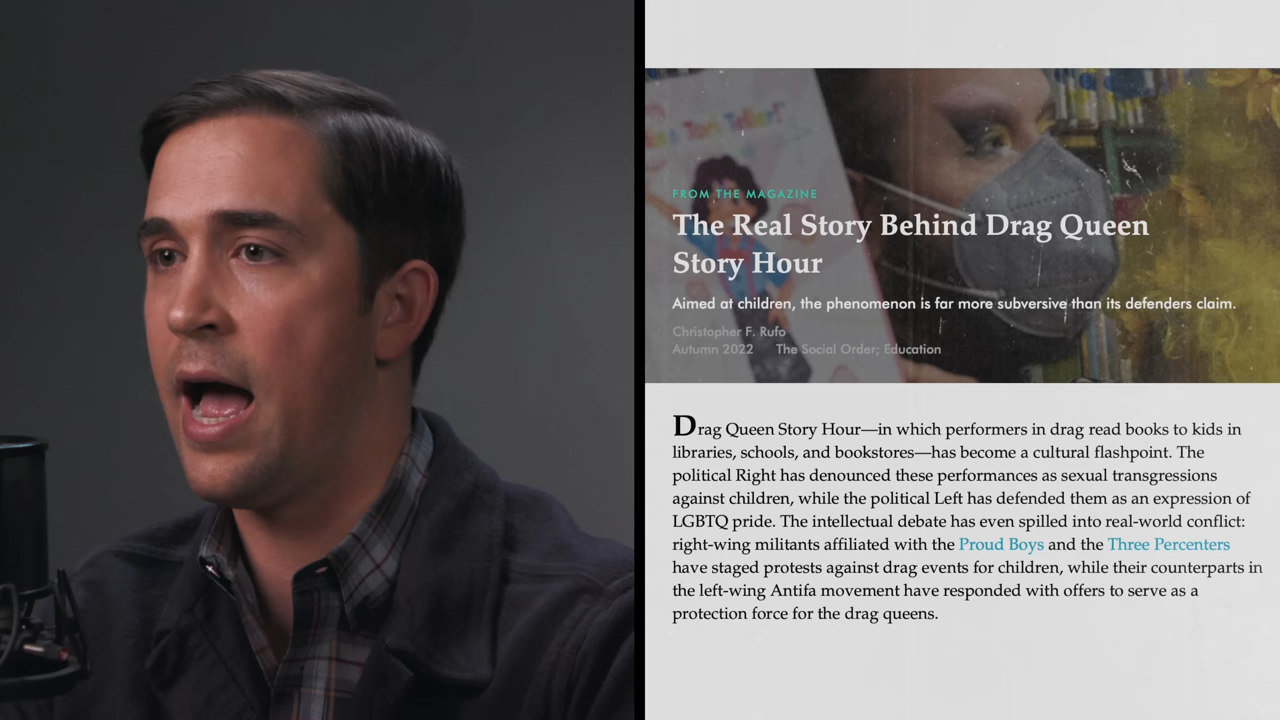 FROM THE MAGAZINE
The Real Story Behind Drag Queen
Story Hour
Aimed at children, the phenomenon is far more subversive than its defenders claim.
Christopher F. Rufo
Autumn 2022 The Social Order; Education
Drag Queen Story Hour—in which performers in drag read books to kids in
libraries, schools, and bookstores—has become a cultural flashpoint. The
political Right has denounced these performances as sexual transgressions
against children, while the political Left has defended them as an expression of
LGBTQ pride. The intellectual debate has even spilled into real-world conflict:
right-wing militants affiliated with the Proud Boys and the Three Percenters
have staged protests against drag events for children, while their counterparts in
the left-wing Antifa movement have responded with offers to serve as a
protection force for the drag queens.